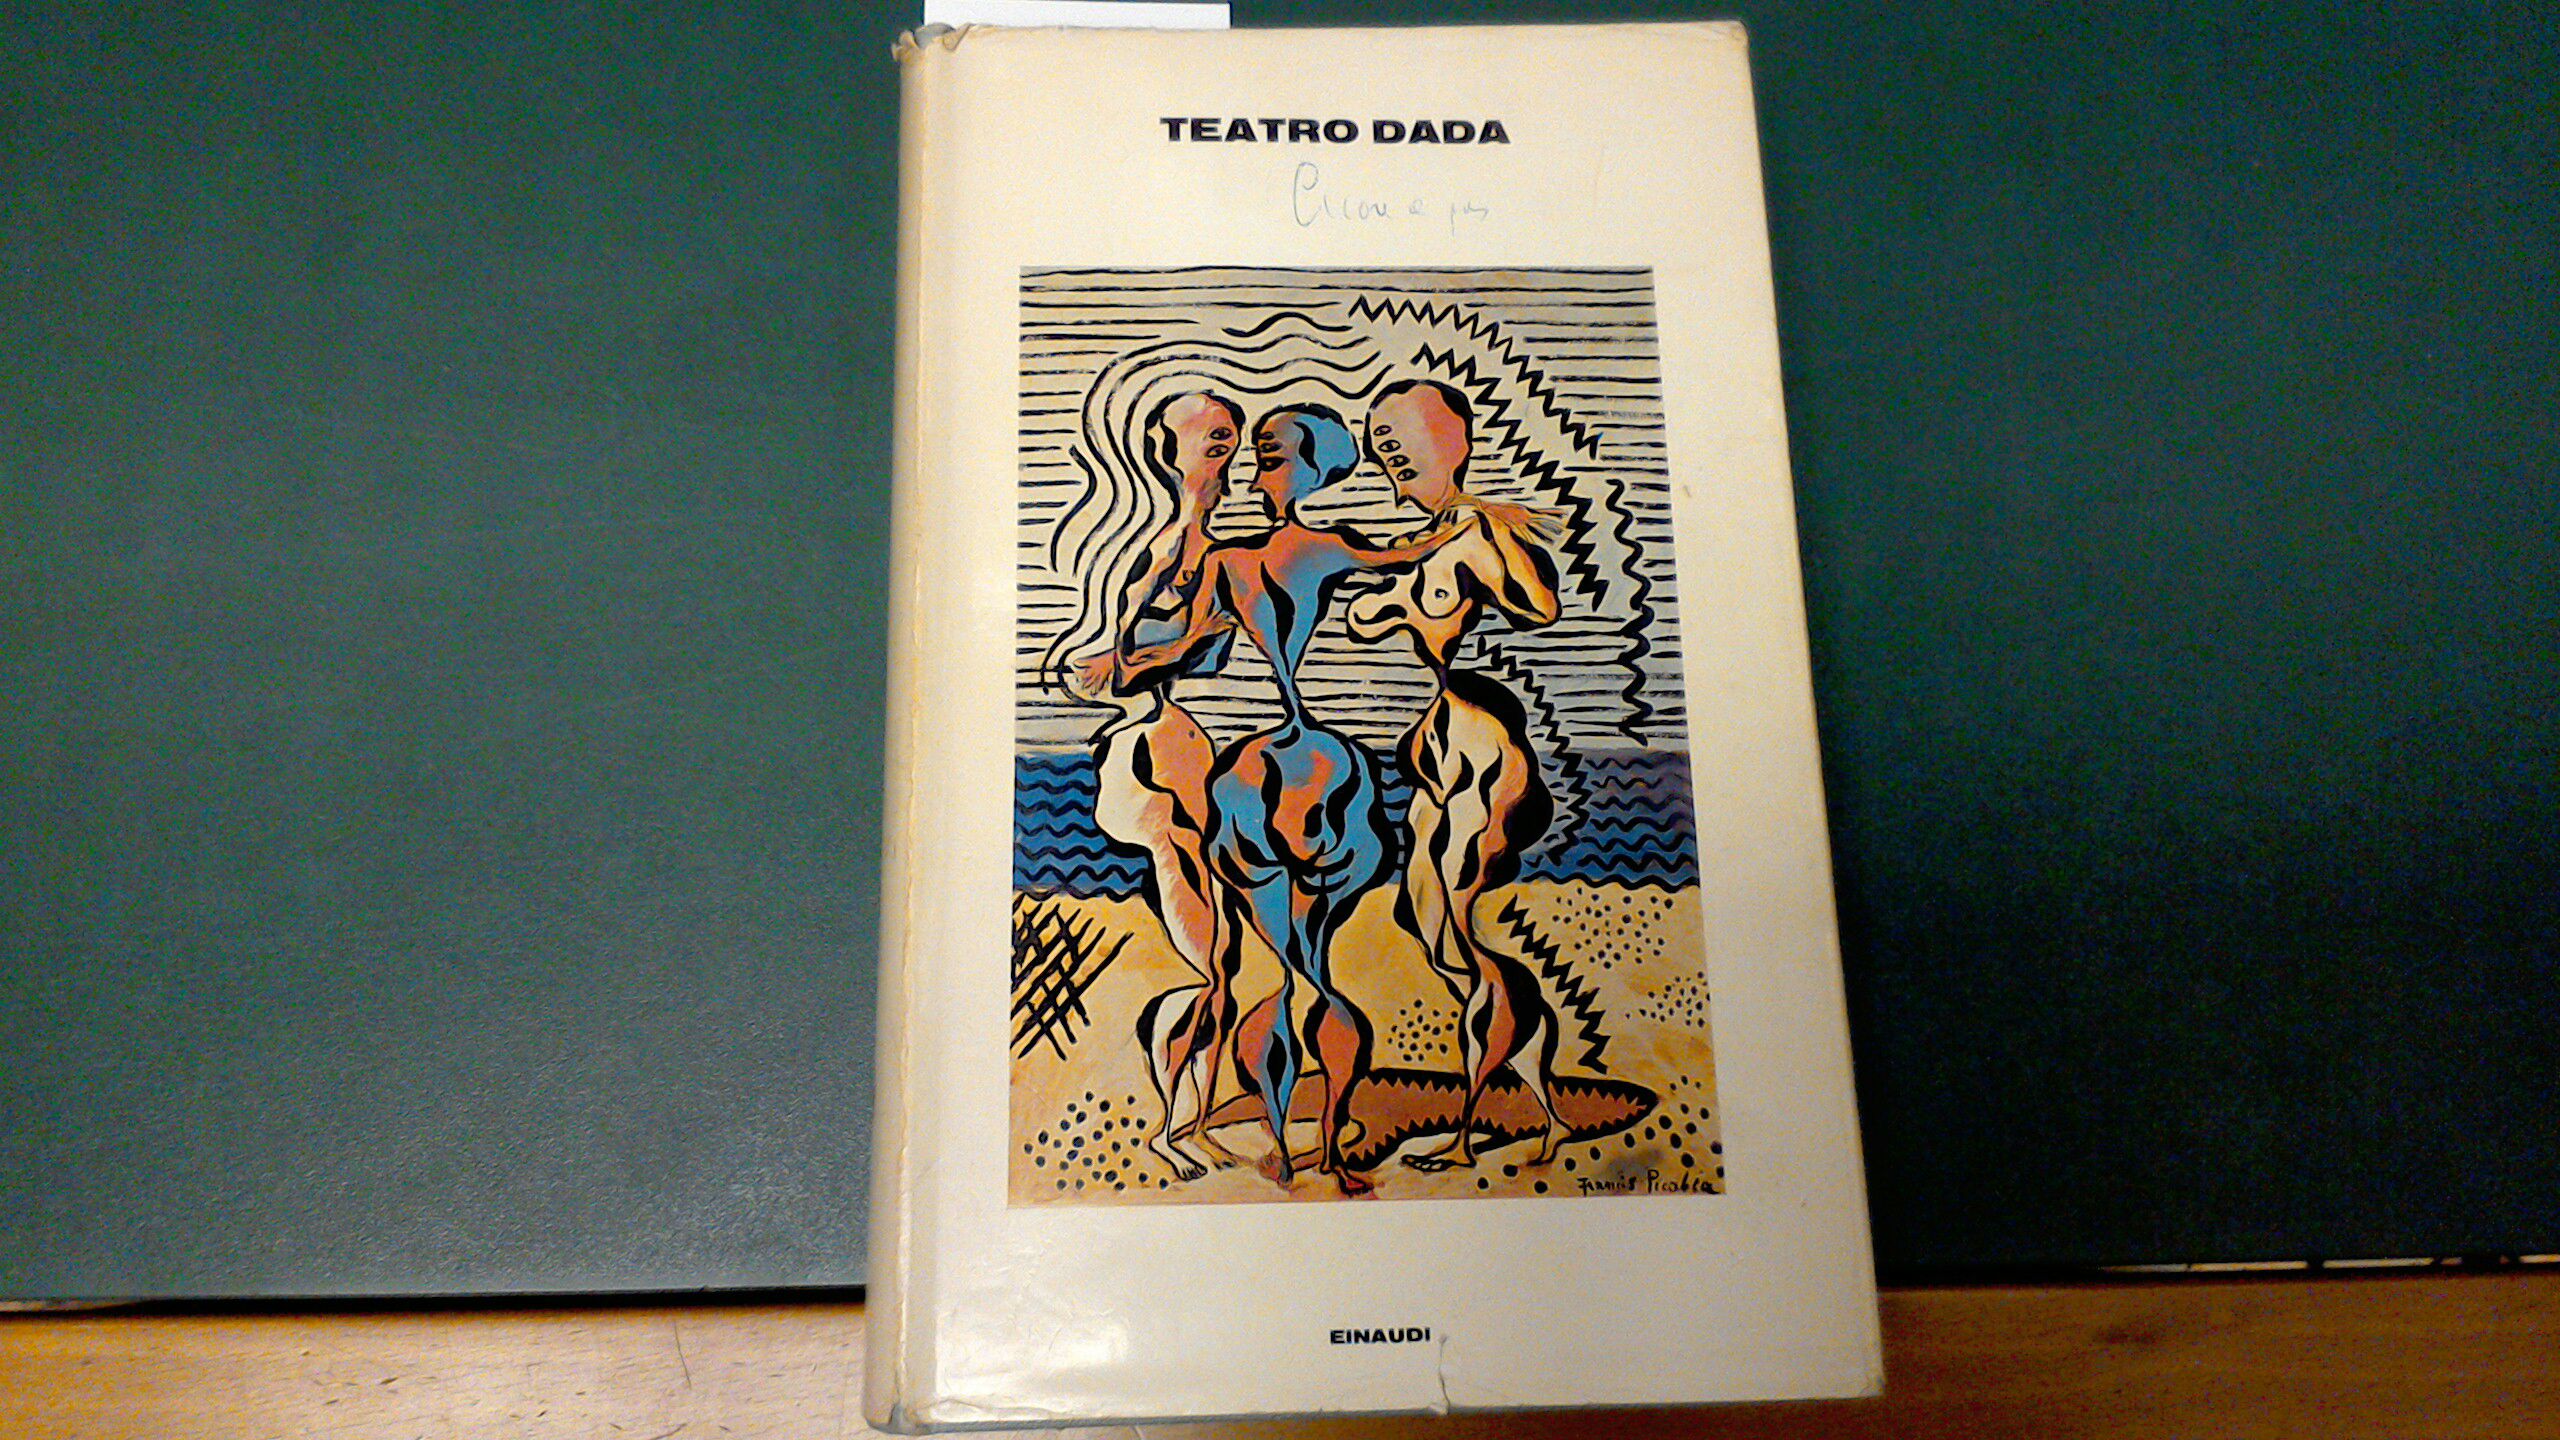 TEATRO DADA
Francis Picabia
EINAUDI